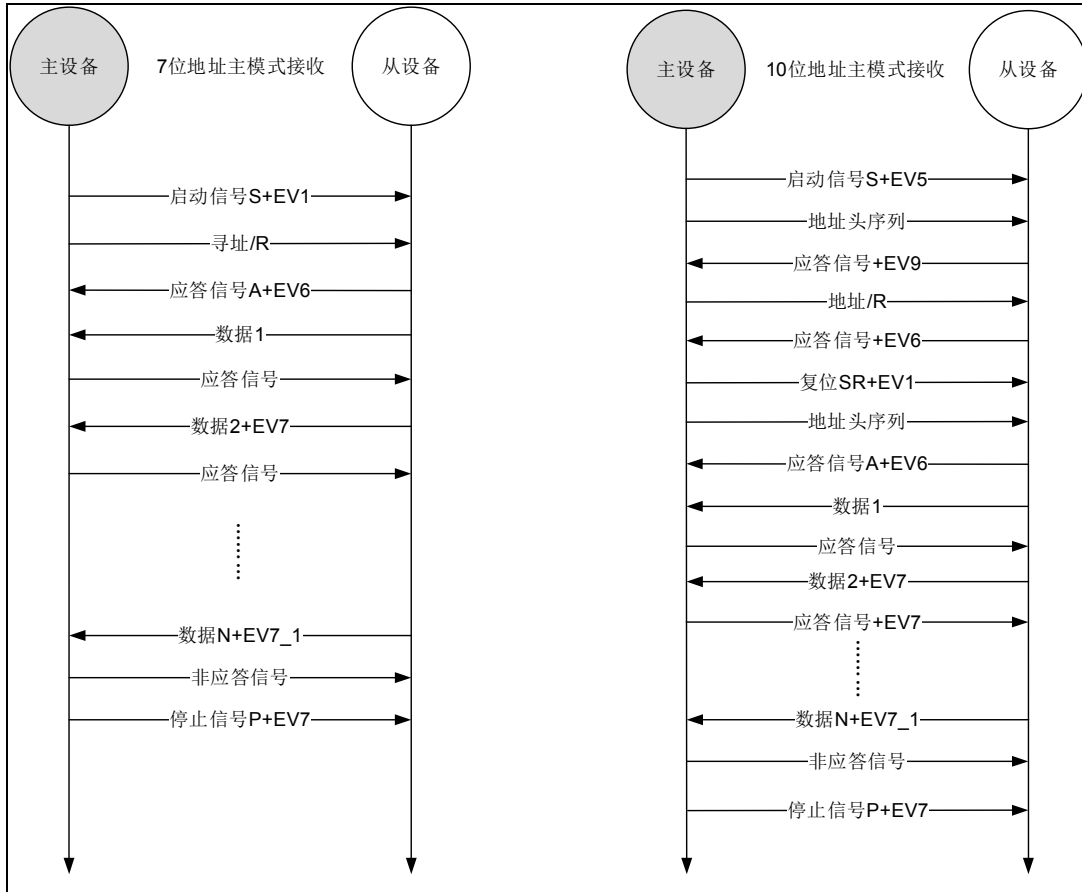 主设备
7位地址主模式接收
从设备
启动信号S+EV1
寻址/R
应答信号A+EV6
数据1
应答信号
数据2+EV7
应答信号
数据N+EV7_1
非应答信号
停止信号P+EV7
主设备
10位地址主模式接收
从设备
启动信号S+EV5
地址头序列
应答信号+EV9
地址/R
应答信号+EV6
复位SR+EV1
地址头序列
应答信号A+EV6
数据1
应答信号
数据2+EV7
应答信号+EV7
数据N+EV7_1
非应答信号
停止信号P+EV7